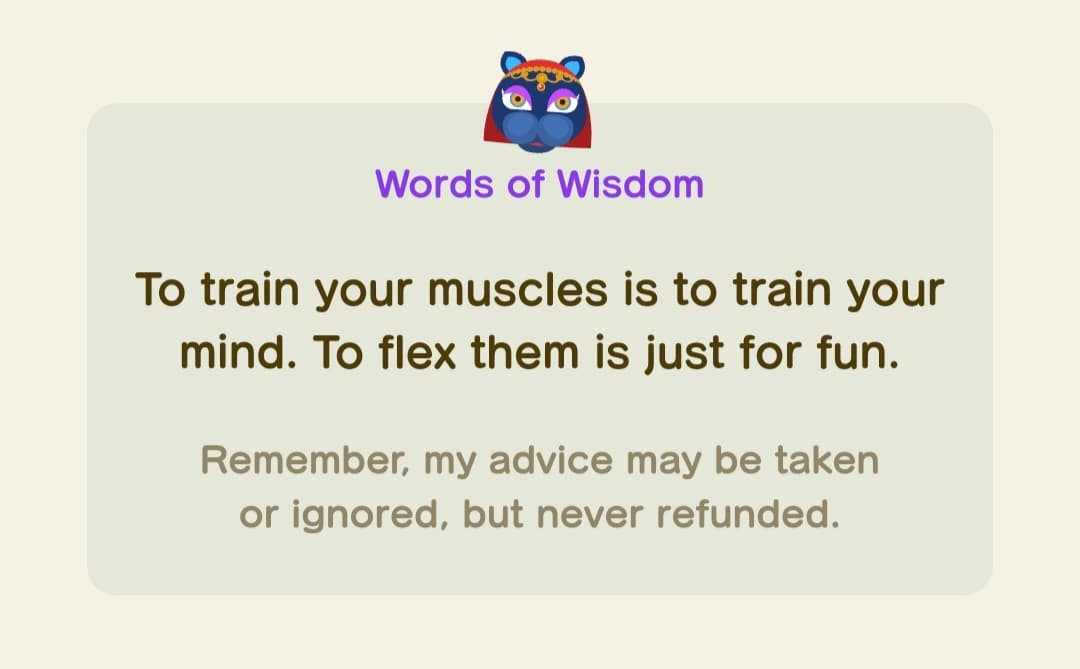 Words of Wisdom
To train your muscles is to train your
mind. To flex them is just for fun.
Remember, my advice may be taken
or ignored, but never refunded.